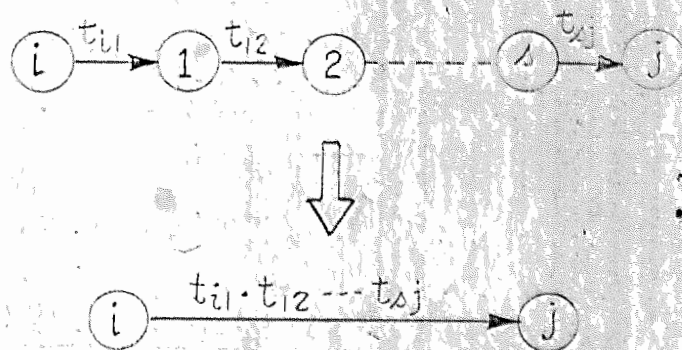 t_{i1} t_{12} t_{sj}
i 1 2 s j
t_{i1} · t_{12} --- t_{sj}
i j